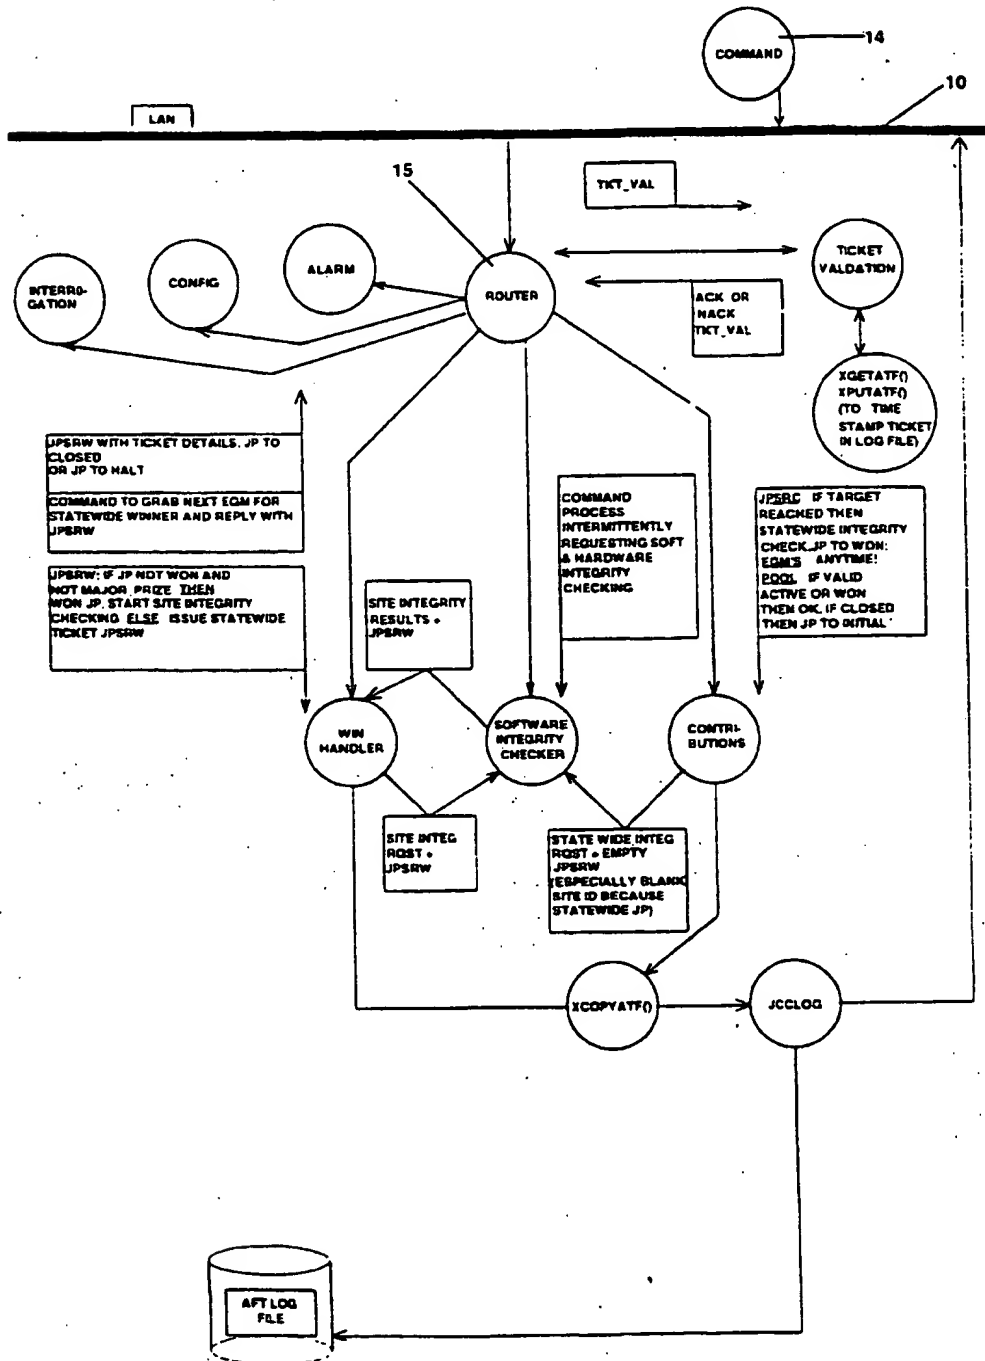 COMMAND
14
10
LAN
15
TKT_VAL
INTERRO-
GATION
CONFIG
ALARM
ROUTER
TICKET
VALDATION
ACK OR
NACK
TKT_VAL
XGETATF()
XPUTATF()
(TO TIME
STAMP TICKET
IN LOG FILE)
JPSRW WITH TICKET DETAILS. JP TO
CLOSED
OR JP TO HALT
COMMAND TO GRAB NEXT EGM FOR
STATEWIDE WINNER AND REPLY WITH
JPSRW
JPSRW: IF JP NOT WON AND
NOT MAJOR PRIZE THEN
WON JP. START SITE INTEGRITY
CHECKING ELSE ISSUE STATEWIDE
TICKET JPSRW
SITE INTEGRITY
RESULTS +
JPSRW
COMMAND
PROCESS
INTERMITTENTLY
REQUESTING SOFT
& HARDWARE
INTEGRITY
CHECKING
JPSRC IF TARGET
REACHED THEN
STATEWIDE INTEGRITY
CHECK JP TO WON:
EGM'S ANYTIME!
POOL IF VALID
ACTIVE OR WON
THEN OK. IF CLOSED
THEN JP TO INITIAL
WIN
HANDLER
SOFTWARE
INTEGRITY
CHECKER
CONTRI-
BUTIONS
SITE INTEG
RQST +
JPSRW
STATE WIDE INTEG
RQST + EMPTY
JPSRW
(ESPECIALLY BLANK
SITE ID BECAUSE
STATEWIDE JP)
XCOPYATF()
JCCLOG
AFT LOG
FILE